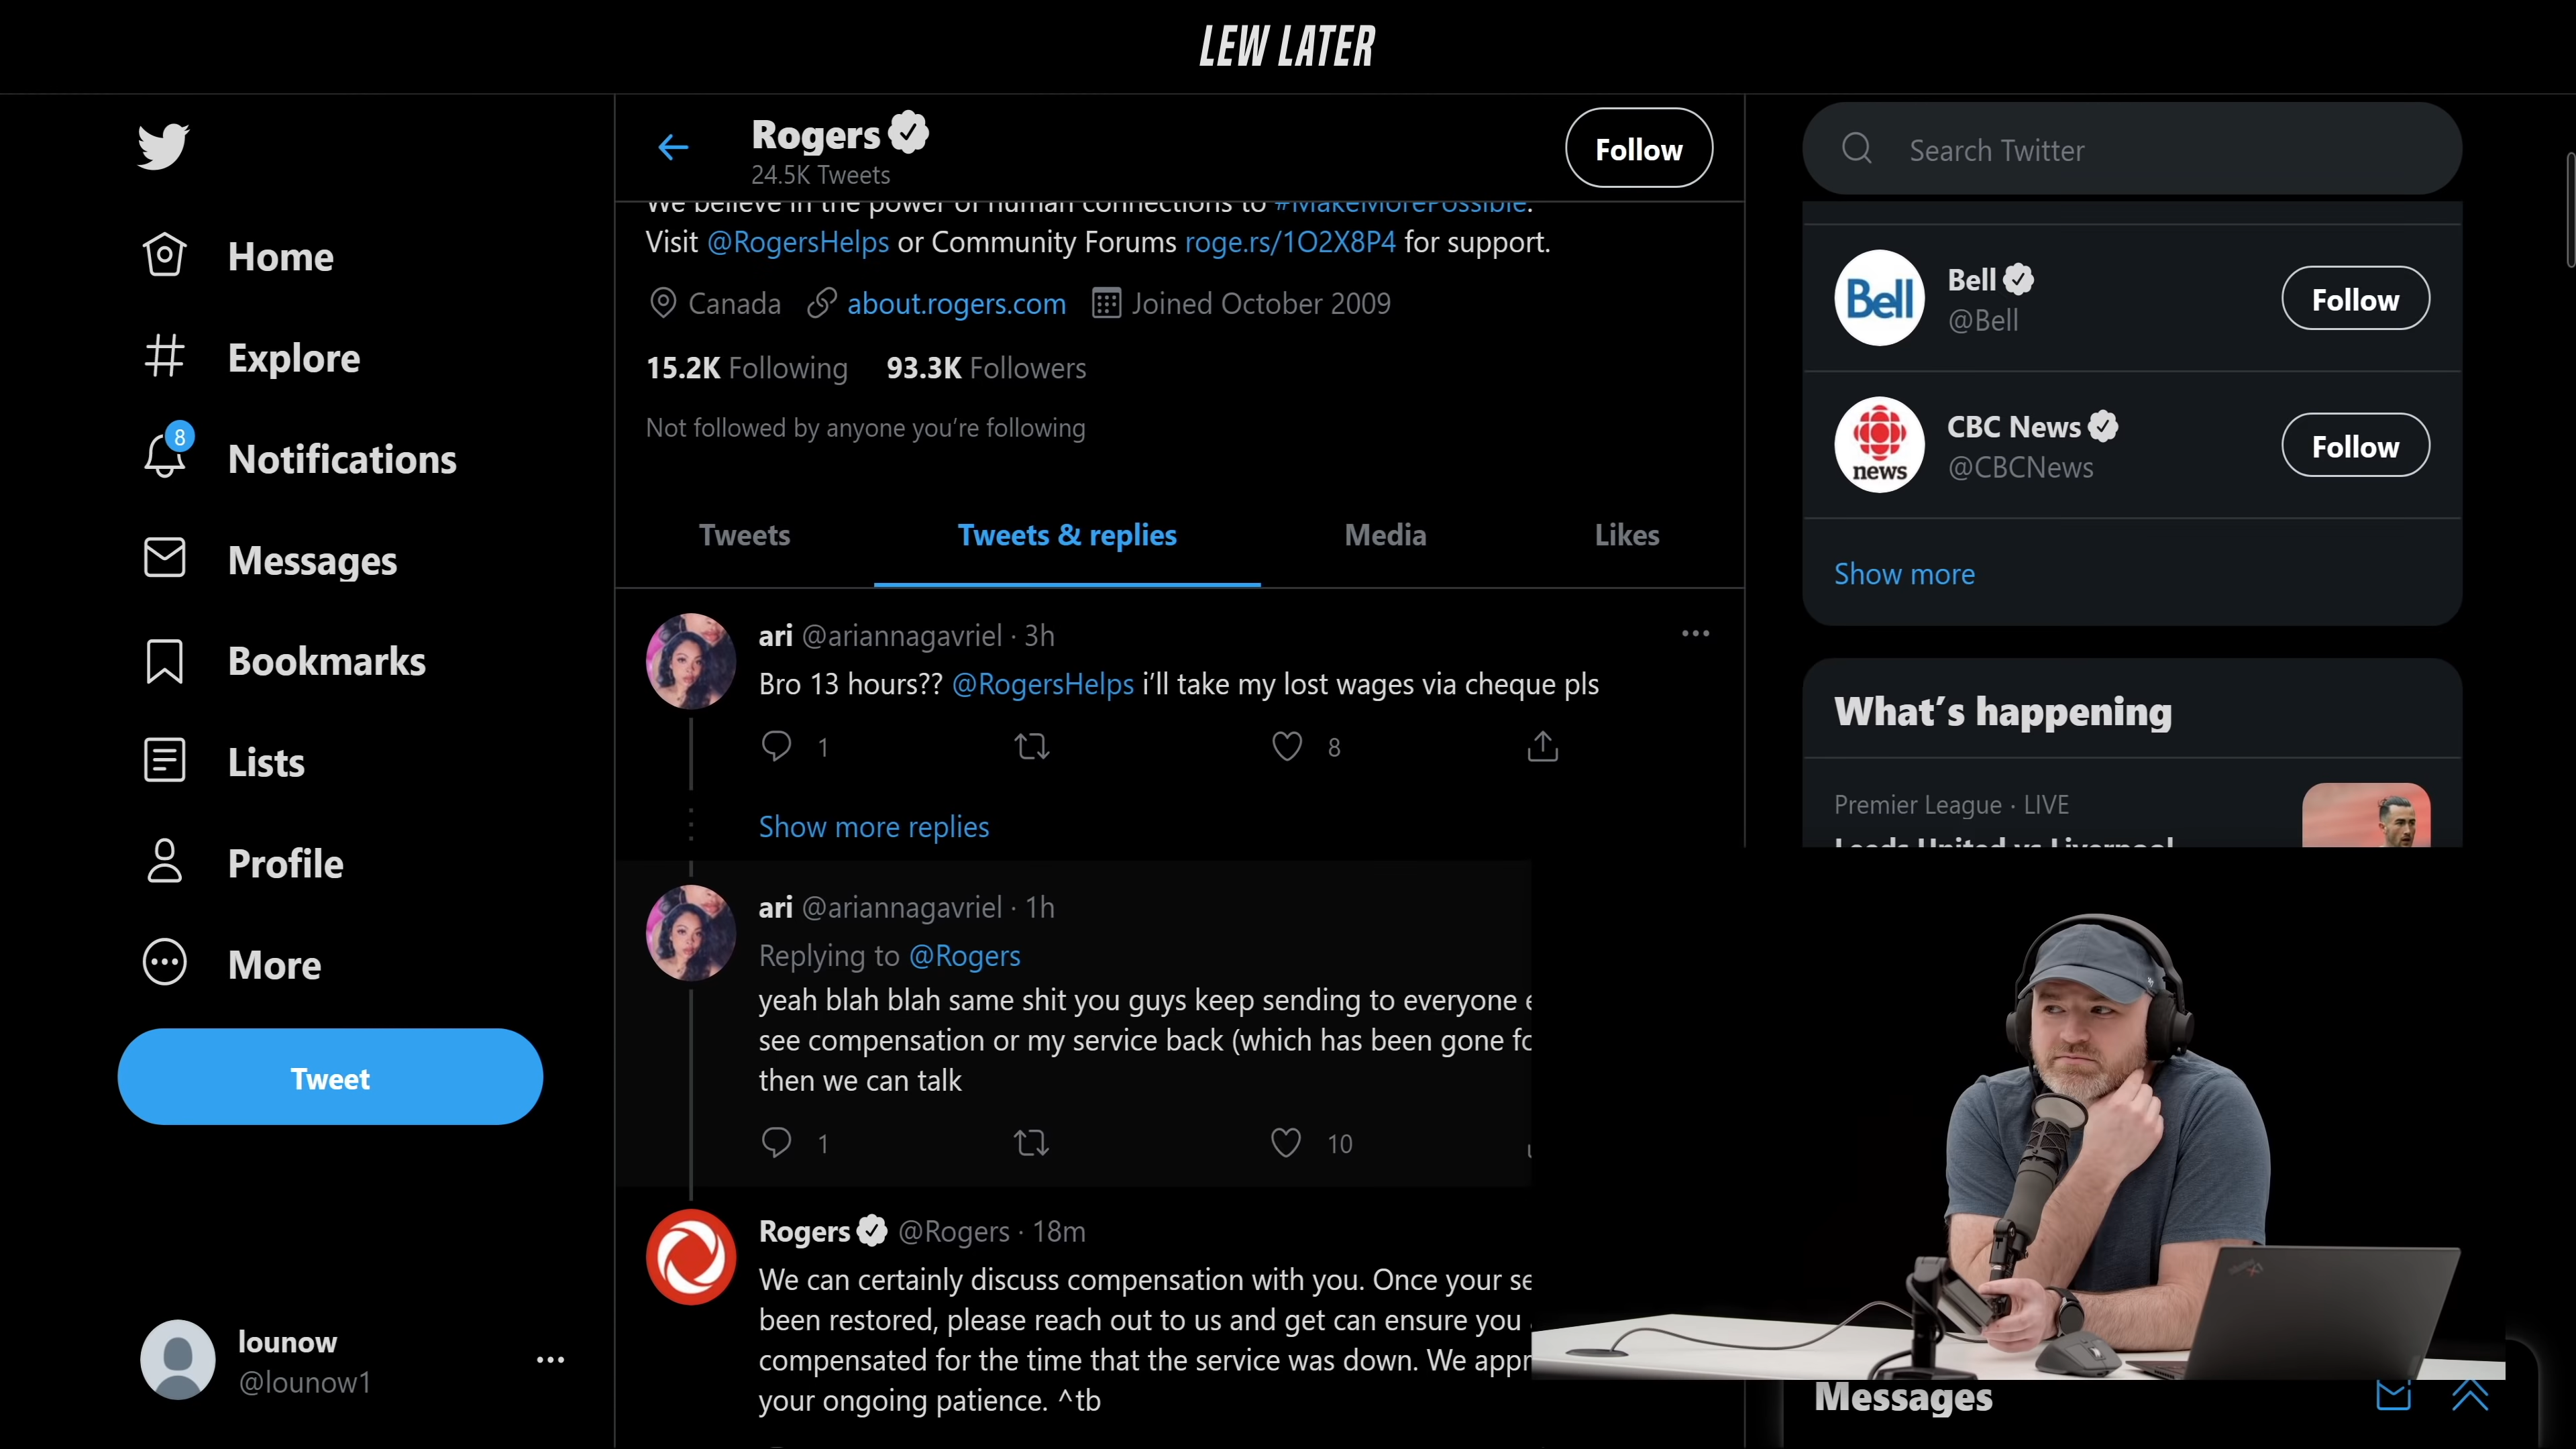 LEW LATER
Rogers
24.5K Tweets
Follow
We believe in the power of human connections to #MakeMorePossible.
Visit @RogersHelps or Community Forums roge.rs/1O2X8P4 for support.
Canada about.rogers.com Joined October 2009
15.2K Following 93.3K Followers
Not followed by anyone you're following
Tweets Tweets & replies Media Likes
ari @ariannagavriel · 3h
Bro 13 hours?? @RogersHelps i'll take my lost wages via cheque pls
1 8
Show more replies
ari @ariannagavriel · 1h
Replying to @Rogers
yeah blah blah same shit you guys keep sending to everyone
see compensation or my service back (which has been gone
then we can talk
1 10
Rogers @Rogers · 18m
We can certainly discuss compensation with you. Once your
been restored, please reach out to us and get can ensure you
compensated for the time that the service was down. We
your ongoing patience. ^tb
Home
Explore
8
Notifications
Messages
Bookmarks
Lists
Profile
More
Tweet
lounow
@lounow1
Search Twitter
Bell
Bell
@Bell
Follow
news
CBC News
@CBCNews
Follow
Show more
What's happening
Premier League · LIVE
Leeds United vs Liverpool
Messages